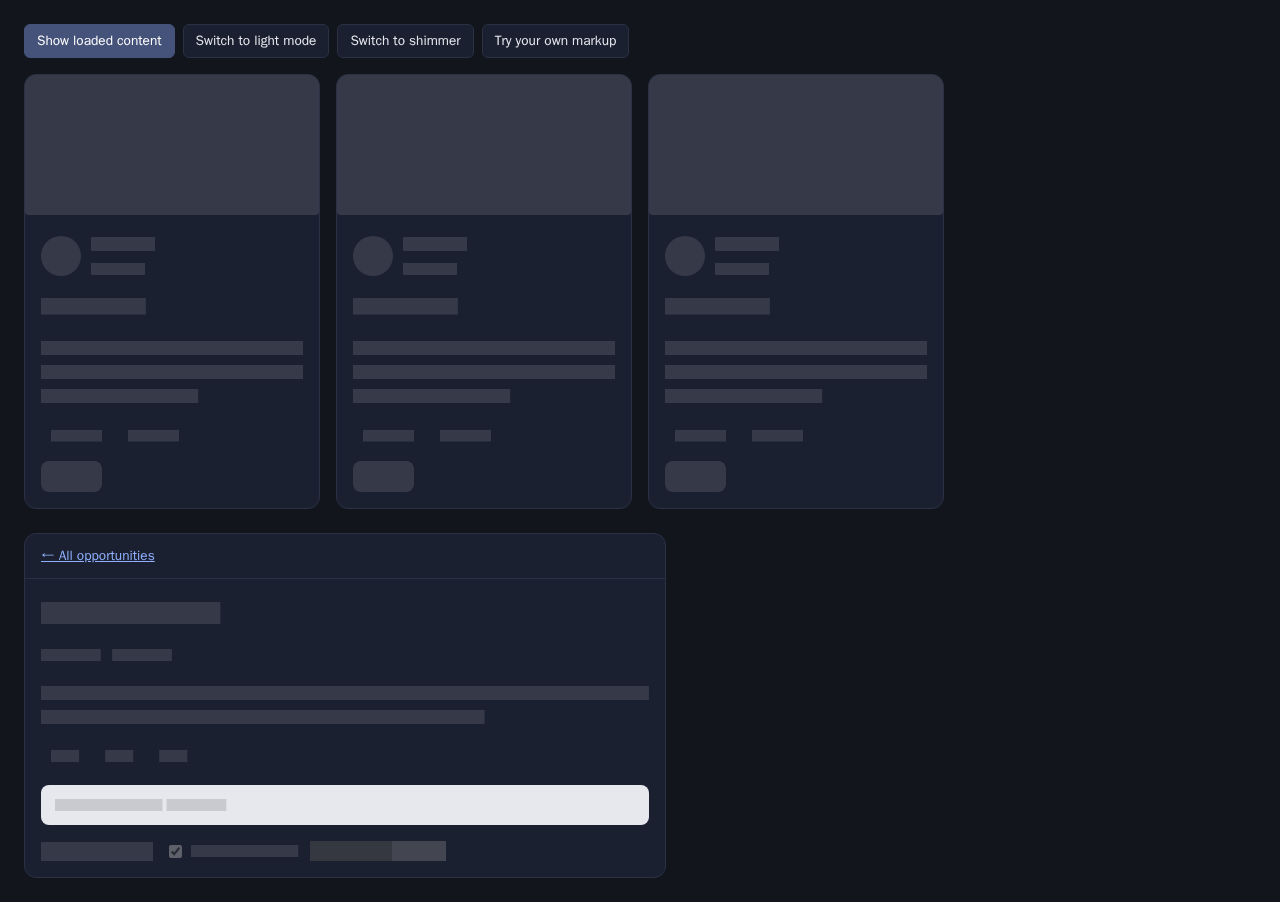 Show loaded content
Switch to light mode
Switch to shimmer
Try your own markup
← All opportunities